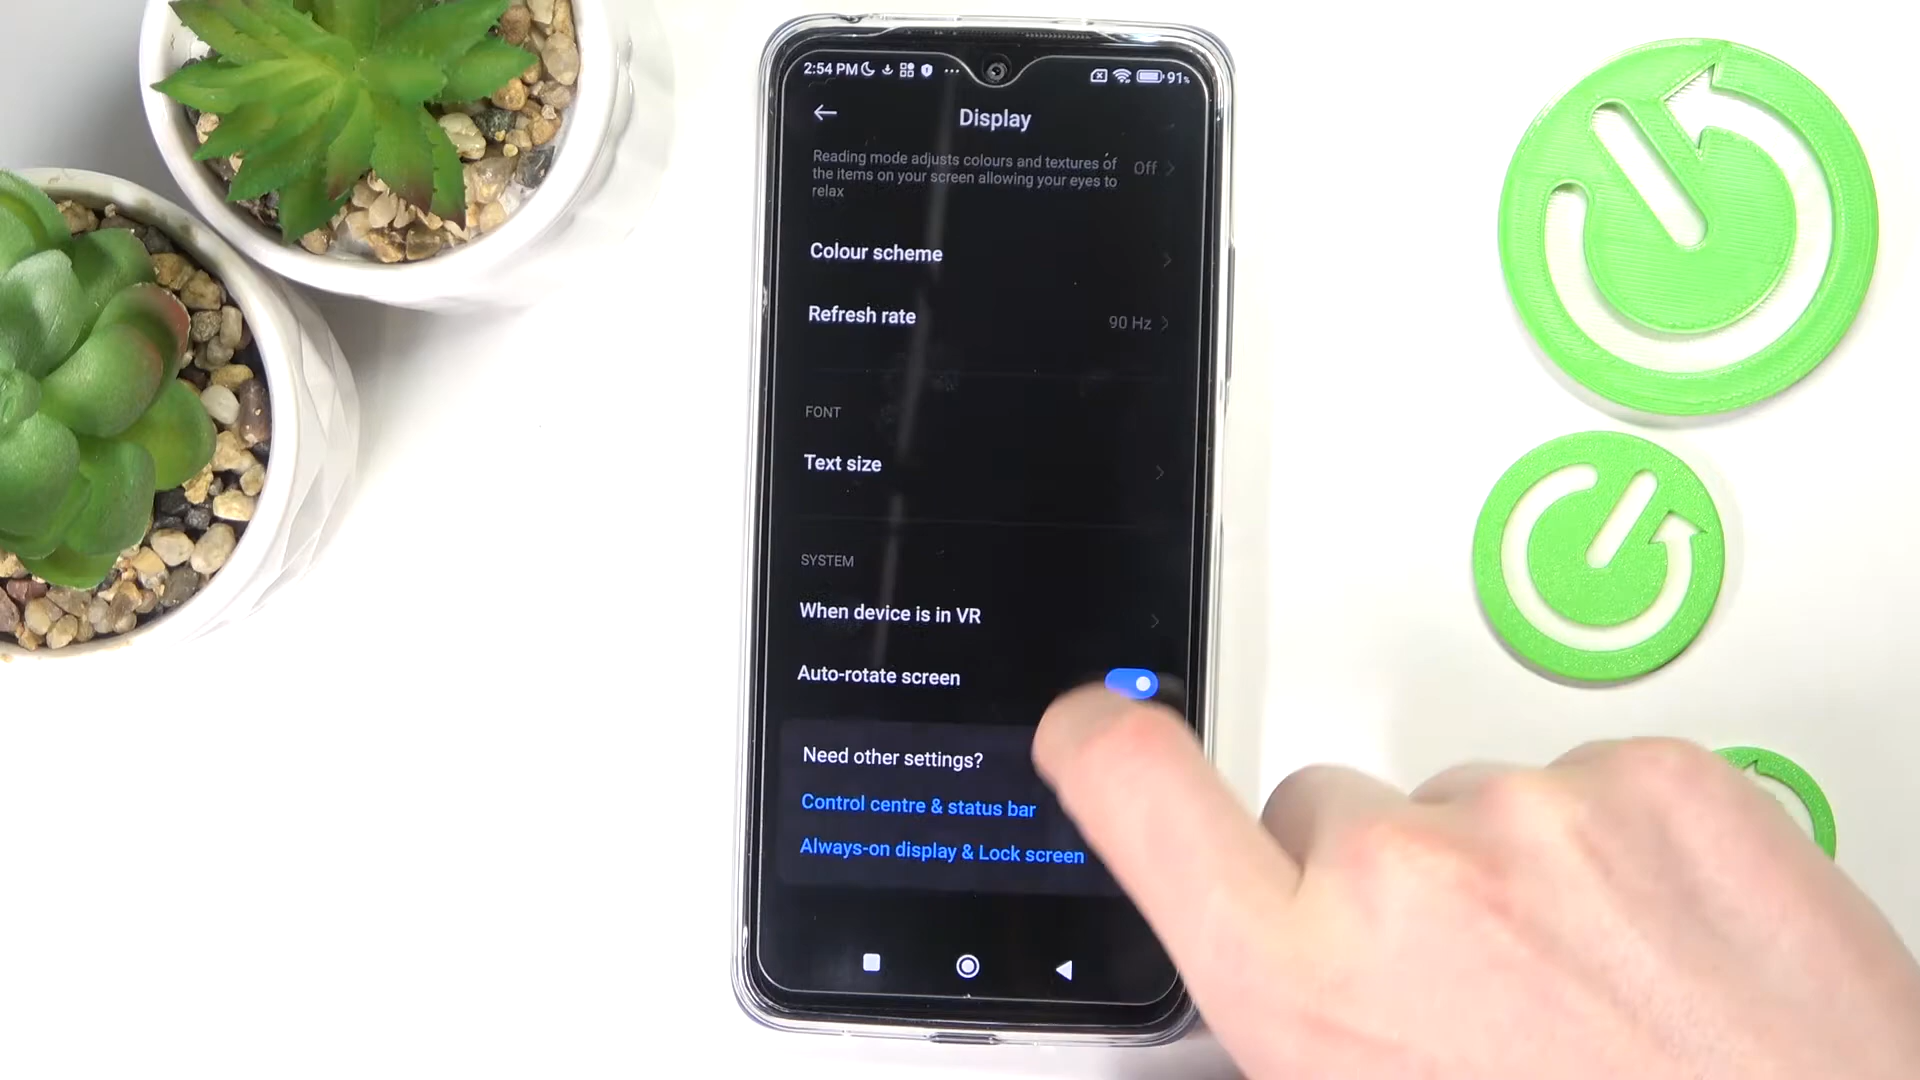 2:54 PM 91%
Display
Reading mode adjusts colours and textures of
the items on your screen allowing your eyes to
relax
Off
Colour scheme
Refresh rate
90 Hz
FONT
Text size
SYSTEM
When device is in VR
Auto-rotate screen
Need other settings?
Control centre & status bar
Always-on display & Lock screen